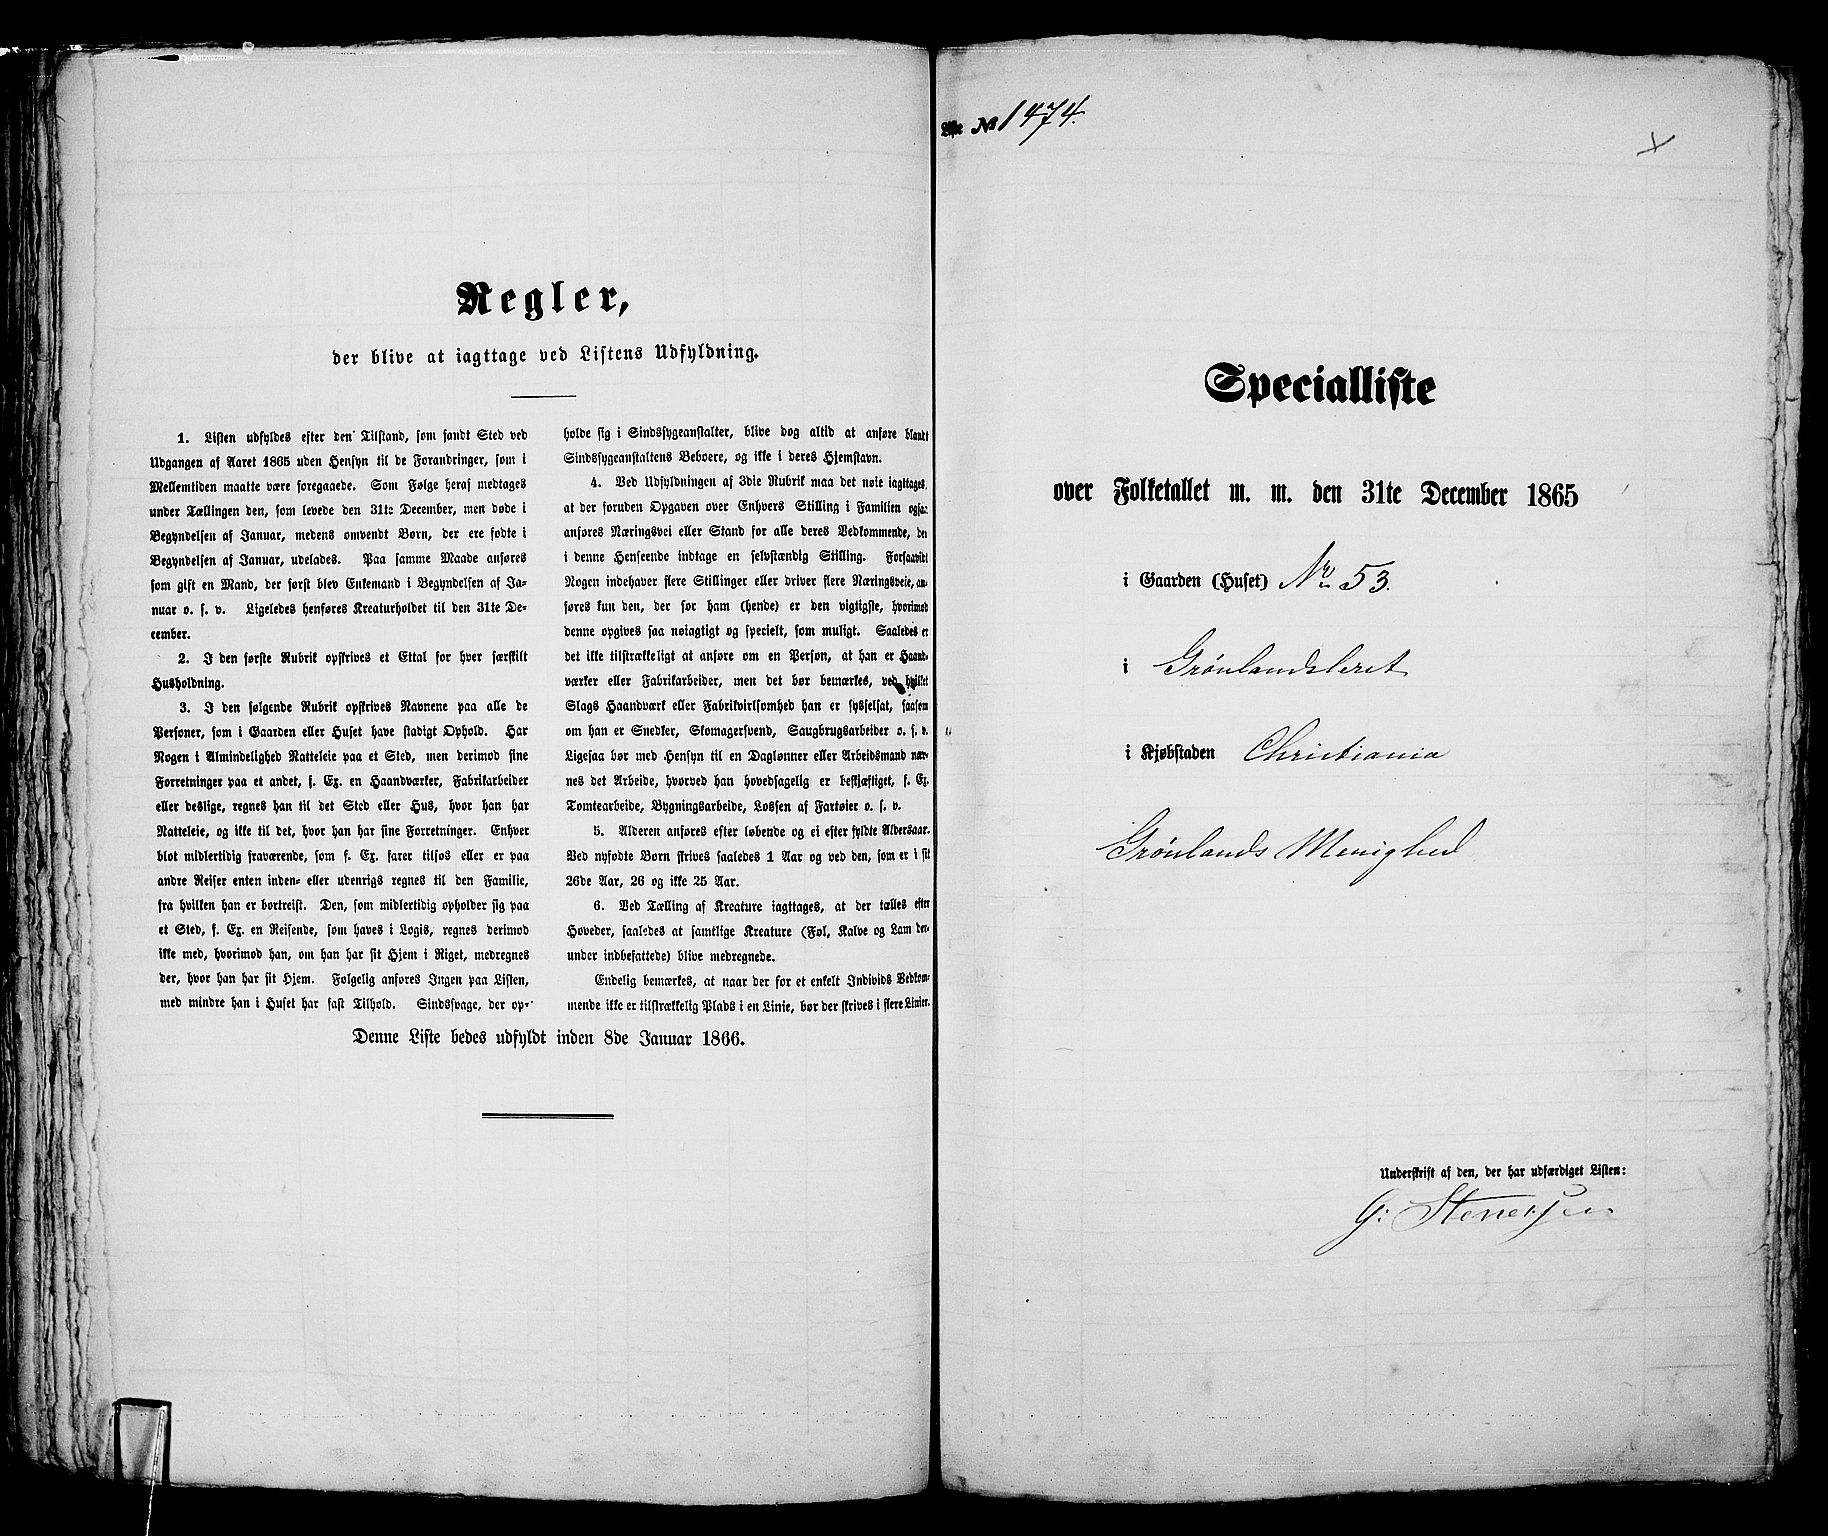 Regler,
der blive at iagttage ved Listens Udfyldning.
1. Listen udfyldes efter den Tilstand, som fandt Sted ved
Udgangen af Aaret 1865 uden Hensyn til de Forandringer, som i
Mellemtiden maatte være foregaaede. Som Følge heraf medtages
under Tællingen den, som levede den 31te December, men døde i
Begyndelsen af Januar, medens omvendt Børn, der ere fødte i
Begyndelsen af Januar, udelades. Paa samme Maade anføres
som gift en Mand, der først blev Enkemand i Begyndelsen af Ja-
nuar o. s. v. Ligeledes henføres Kreaturholdet til den 31te De-
cember.
2. I den første Rubrik opskrives et Ettal for hver særskilt
Husholdning.
3. I den følgende Rubrik opskrives Navnene paa alle de
Personer, som i Gaarden eller Huset have stadigt Ophold. Har
Nogen i Almindelighed Natteleie paa et Sted, men derimod sine
Forretninger paa et andet, f. Ex. en Haandværker, Fabrikarbeider
eller deslige, regnes han til det Sted eller Hus, hvor han har
Natteleie, og ikke til det, hvor han har sine Forretninger. Enhver
blot midlertidig fraværende, som f. Ex. farer tilsøs eller er paa
andre Reiser enten inden- eller udenrigs regnes til den Familie,
fra hvilken han er bortreist. Den, som midlertidig opholder sig paa
et Sted, f. Ex. en Reisende, som haves i Logis, regnes derimod
ikke med, hvorimod han, om han har sit Hjem i Riget, medregnes
der, hvor han har sit Hjem. Følgelig anføres Ingen paa Listen,
med mindre han i Huset har fast Tilhold. Sindssvage, der op-
holde sig i Sindssygeanstalter, blive dog altid at anføre blandt
Sindssygeanstaltens Beboere, og ikke i deres Hjemstavn.
4. Ved Udfyldningen af 3die Rubrik maa det nøie iagttages,
at der foruden Opgaven over Enhvers Stilling i Familien ogsaa
anføres Næringsvei eller Stand for alle deres Vedkommende, der
i denne Henseende indtage en selvstændig Stilling. Forsaavidt
Nogen indehaver flere Stillinger eller driver flere Næringsveie, an-
føres kun den, der for ham (hende) er den vigtigste, hvorimod
denne opgives saa nøiagtigt og specielt, som muligt. Saaledes er
det ikke tilstrækkeligt at anføre om en Person, at han er Haand-
værker eller Fabrikarbeider, men det bør bemærkes, ved hvilket
Slags Haandværk eller Fabrikvirksomhed han er sysselsat, saasom
om han er Snedker, Skomagersvend, Saugbrugsarbeider o. s. v.
Ligesaa bør med Hensyn til en Daglønner eller Arbeidsmand næv-
nes det Arbeide, hvorved han hovedsagelig er beskjæftiget, f. Ex.
Tomtearbeide, Bygningsarbeide, Lossen af Fartøier o. s. v.
5. Alderen anføres efter løbende og ei efter fyldte Aldersaar.
Ved nyfødte Børn skrives saaledes 1 Aar og ved den, som er i sit
26de Aar, 26 og ikke 25 Aar.
6. Ved Tælling af Kreature iagttages, at der tælles efter
Hoveder, saaledes at samtlige Kreature (Føl, Kalve og Lam der-
under indbefattede) blive medregnede.
Endelig bemærkes, at naar der for et enkelt Individs Vedkom-
mende ikke er tilstrækkelig Plads i en Linie, bør der skrives i flere Linier.
Denne Liste bedes udfyldt inden 8de Januar 1866.
Liste No 1474.
Specialliste
over Folketallet m. m. den 31te December 1865
i Gaarden (Huset) No 53.
i Grønlandsleret
i Kjøbstaden Christiania
Grønlands Menighed
Underskrift af den, der har udfærdiget Listen:
G: Stenersen